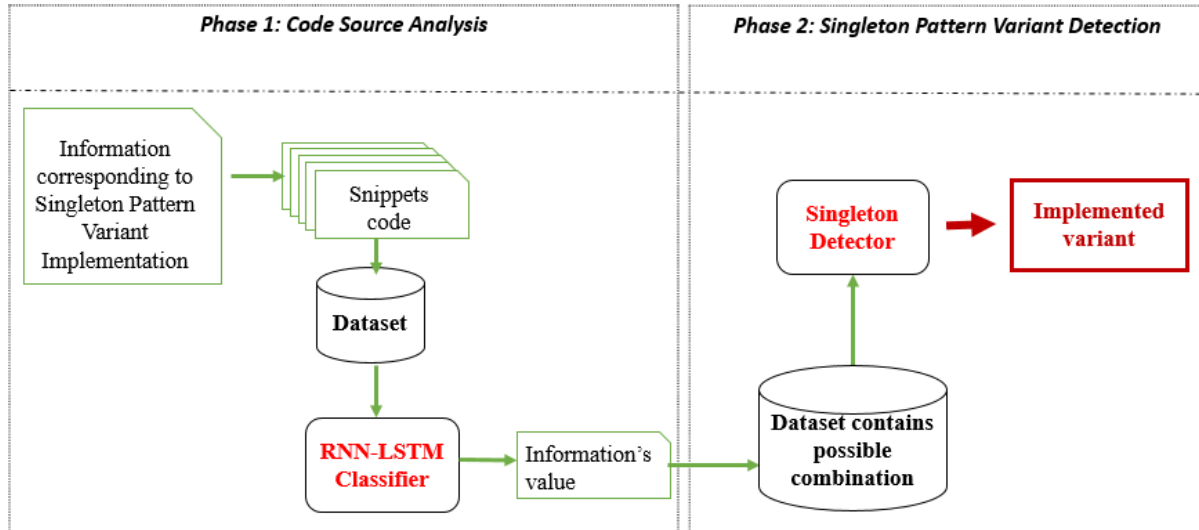 Phase 1: Code Source Analysis
Phase 2: Singleton Pattern Variant Detection
Information
corresponding to
Singleton Pattern
Variant
Implementation
Snippets
code
Dataset
RNN-LSTM
Classifier
Information’s
value
Singleton
Detector
Implemented
variant
Dataset contains
possible
combination